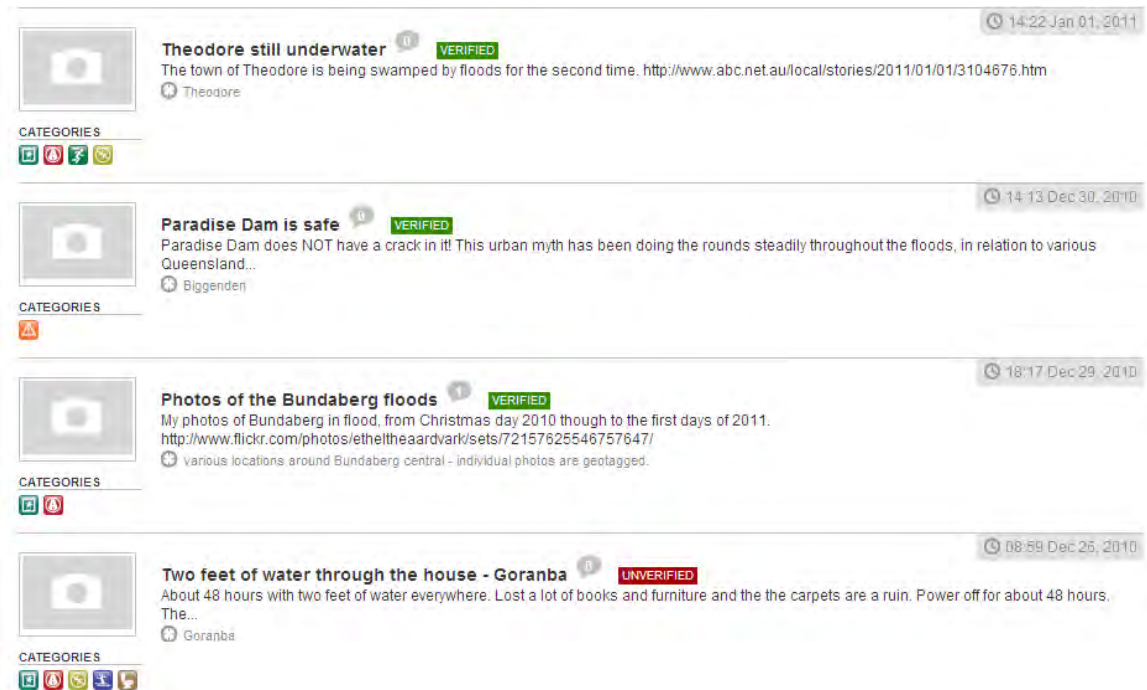 14:22 Jan 01, 2011
Theodore still underwater 0 VERIFIED
The town of Theodore is being swamped by floods for the second time. http://www.abc.net.au/local/stories/2011/01/01/3104676.htm
Theodore
CATEGORIES
14:13 Dec 30, 2010
Paradise Dam is safe 0 VERIFIED
Paradise Dam does NOT have a crack in it! This urban myth has been doing the rounds steadily throughout the floods, in relation to various
Queensland...
Biggenden
CATEGORIES
18:17 Dec 29, 2010
Photos of the Bundaberg floods 1 VERIFIED
My photos of Bundaberg in flood, from Christmas day 2010 though to the first days of 2011.
http://www.flickr.com/photos/etheltheaardvark/sets/72157625546757647/
various locations around Bundaberg central - individual photos are geotagged.
CATEGORIES
08:59 Dec 26, 2010
Two feet of water through the house - Goranba UNVERIFIED
About 48 hours with two feet of water everywhere. Lost a lot of books and furniture and the the carpets are a ruin. Power off for about 48 hours.
The...
Goranba
CATEGORIES